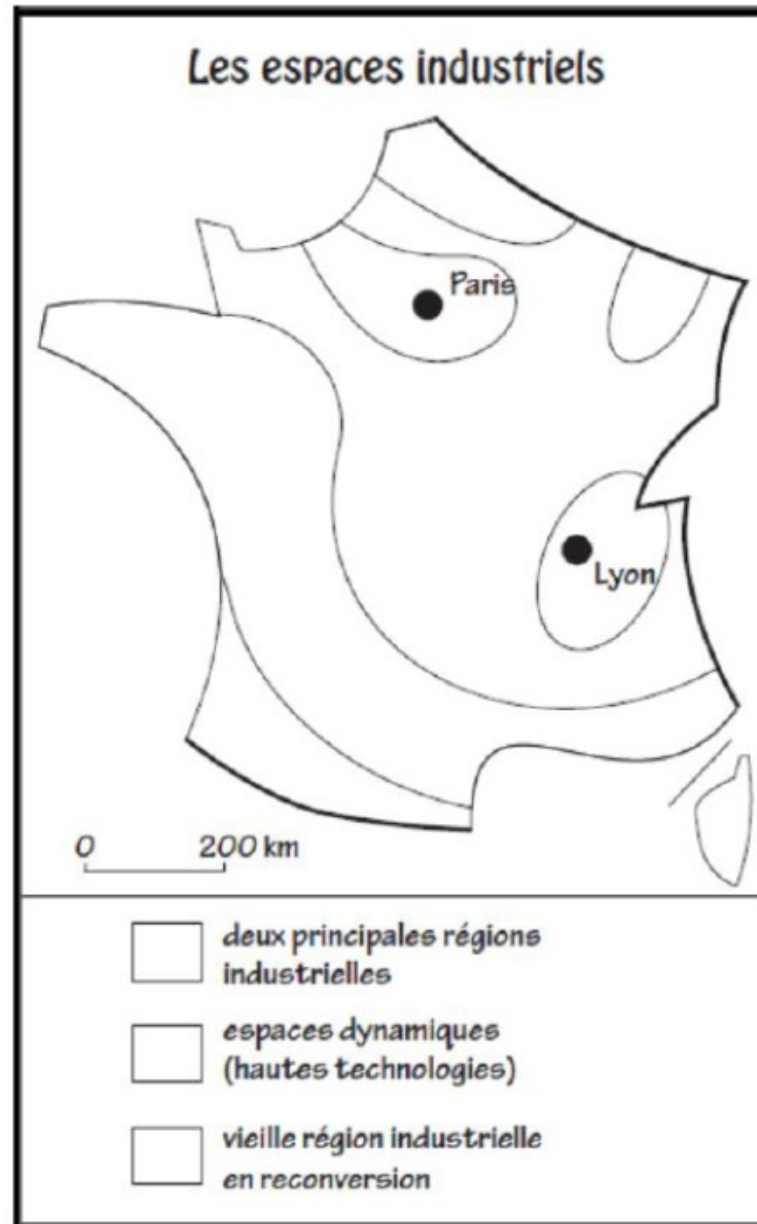 Les espaces industriels
Paris
Lyon
0 200 km
deux principales régions
industrielles
espaces dynamiques
(hautes technologies)
vieille région industrielle
en reconversion